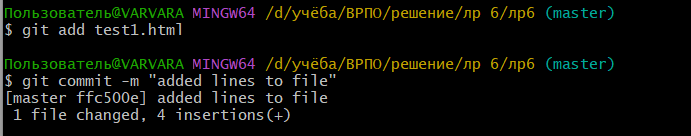 Пользователь@VARVARA MINGW64 /d/учёба/ВРПО/решение/лр 6/лр6 (master)
$ git add test1.html
Пользователь@VARVARA MINGW64 /d/учёба/ВРПО/решение/лр 6/лр6 (master)
$ git commit -m "added lines to file"
[master ffc500e] added lines to file
 1 file changed, 4 insertions(+)